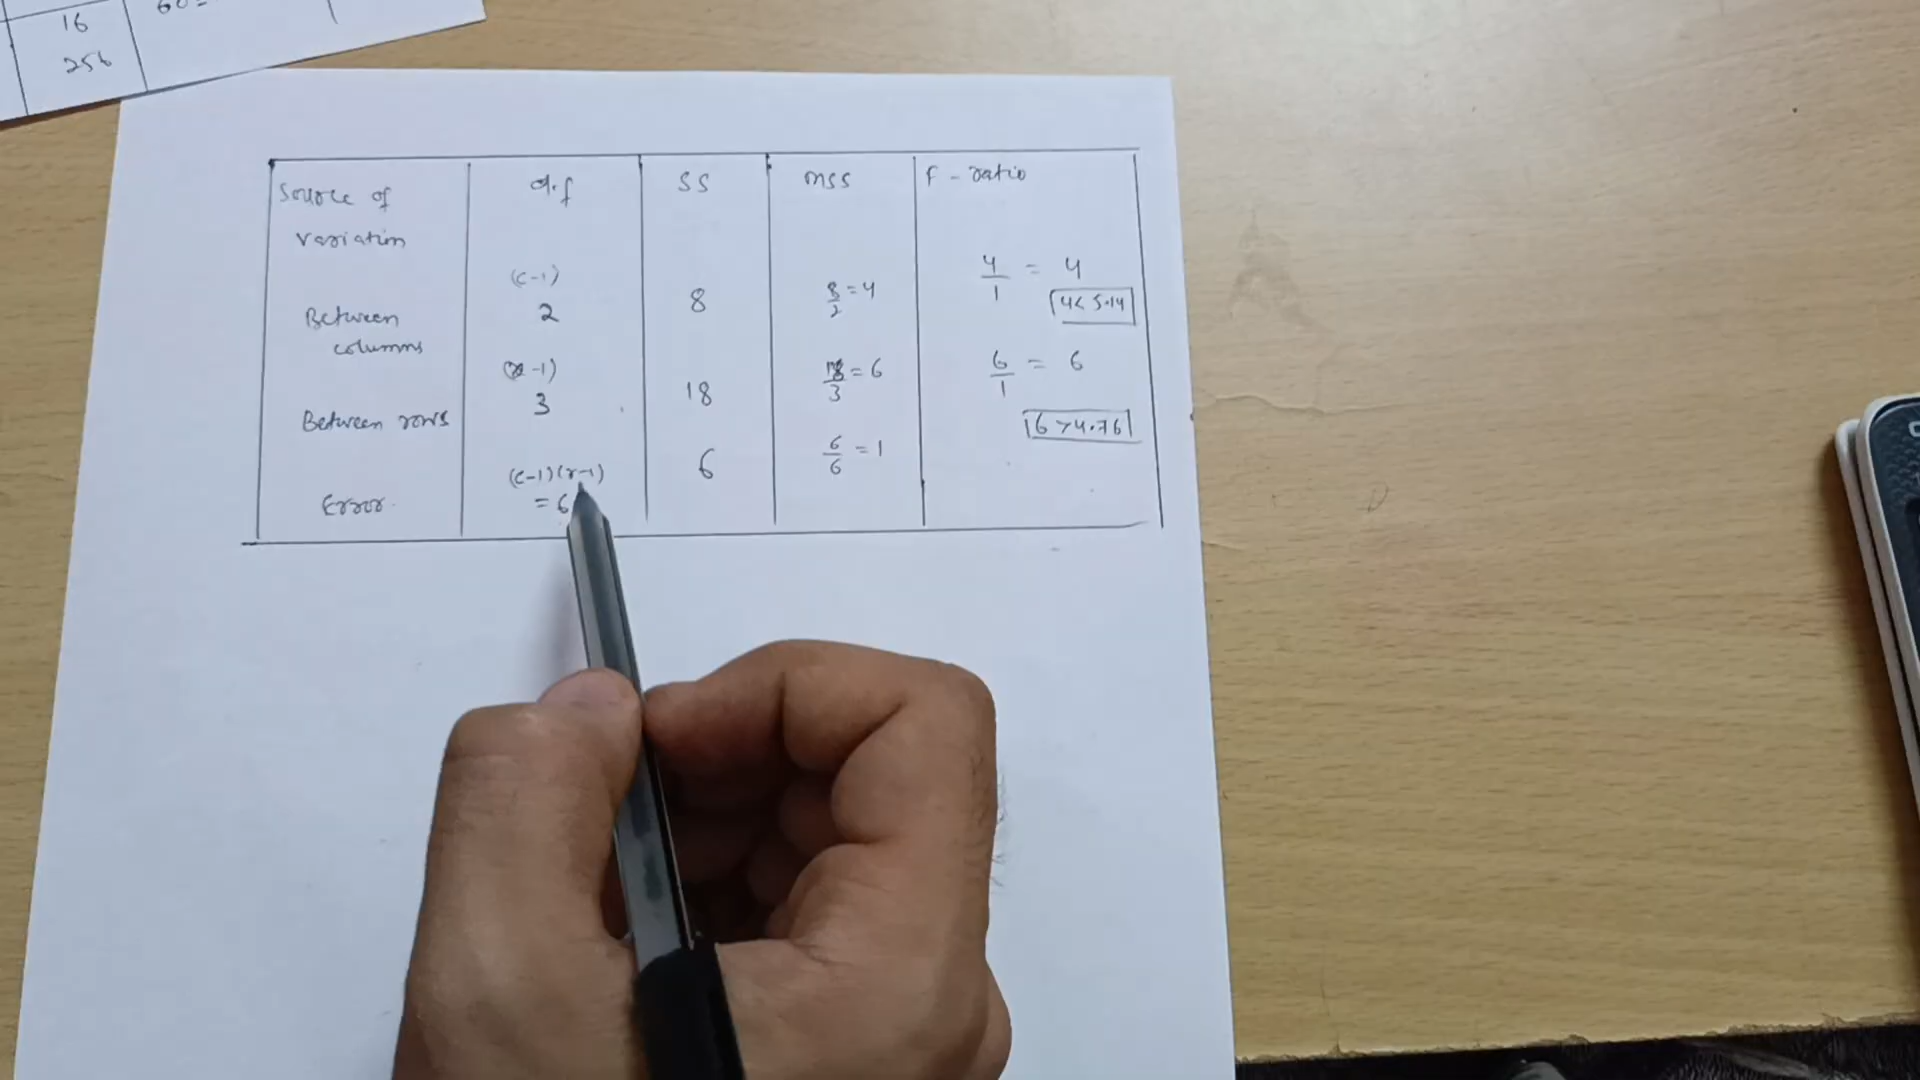 16
256
60=
Source of
variation
d.f
SS
MSS
F - ratio
Between
columns
(c-1)
2
8
8/2 = 4
4/1 = 4
4 < 5.14
Between rows
(r-1)
3
18
18/3 = 6
6/1 = 6
6 > 4.76
Error
(c-1)(r-1)
= 6
6
6/6 = 1